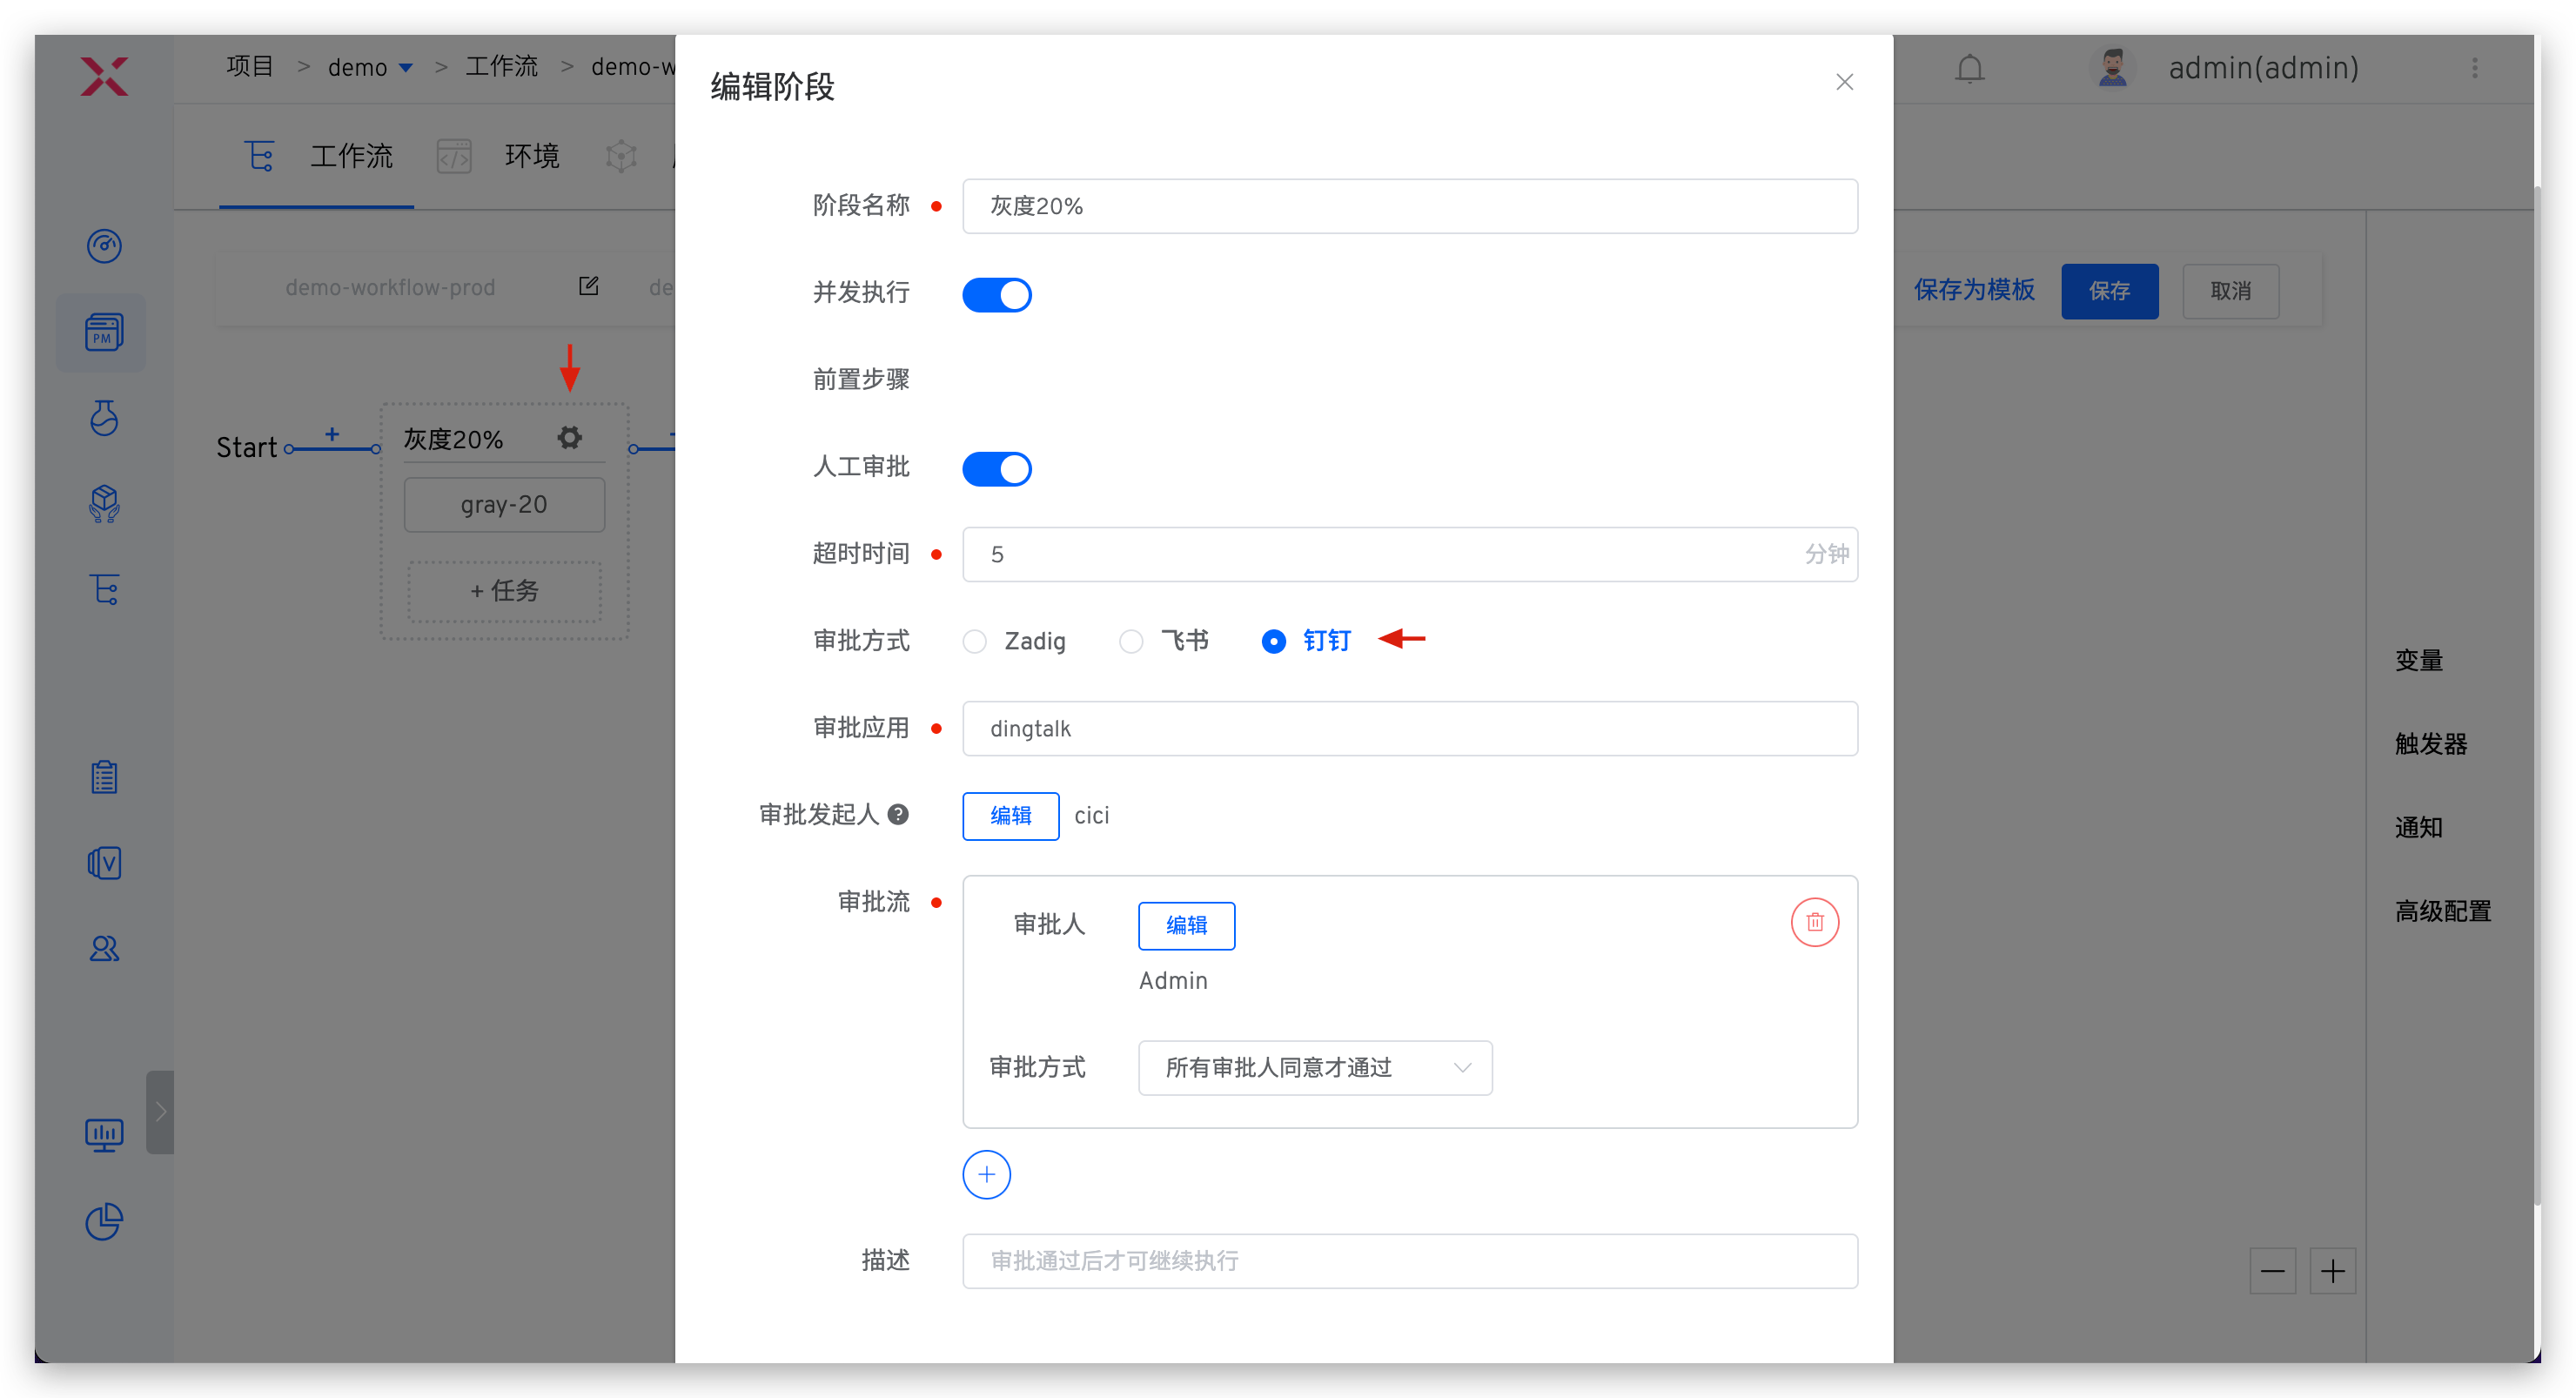 项目 > demo > 工作流 > demo-w
admin(admin)
工作流
环境
PM
demo-workflow-prod
de
保存为模板
保存
取消
Start
+
灰度20%
gray-20
+ 任务
编辑阶段
阶段名称
灰度20%
并发执行
前置步骤
人工审批
超时时间
5
分钟
审批方式
Zadig
飞书
钉钉
审批应用
dingtalk
审批发起人
?
编辑
cici
审批流
审批人
编辑
Admin
审批方式
所有审批人同意才通过
描述
审批通过后才可继续执行
变量
触发器
通知
高级配置